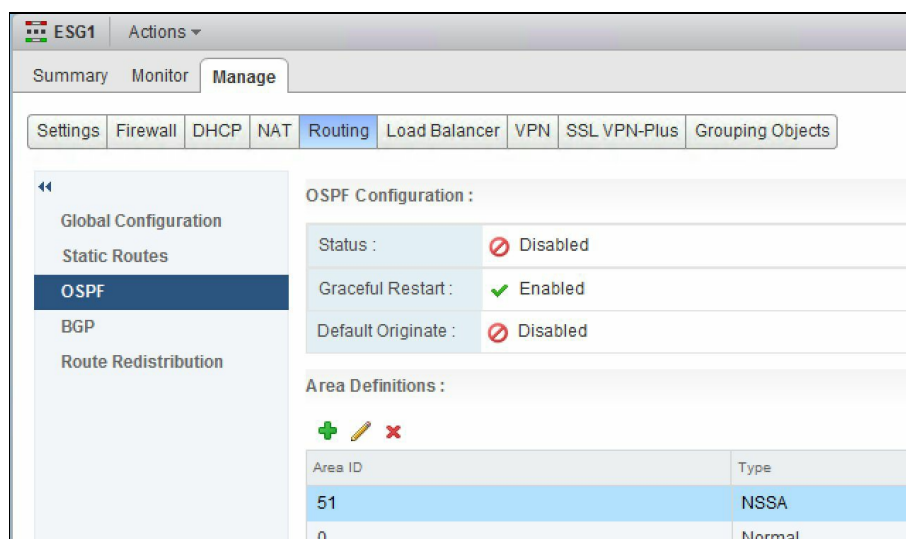 ESG1 Actions
Summary Monitor Manage
Settings Firewall DHCP NAT Routing Load Balancer VPN SSL VPN-Plus Grouping Objects
Global Configuration
Static Routes
OSPF
BGP
Route Redistribution
OSPF Configuration :
Status : Disabled
Graceful Restart : Enabled
Default Originate : Disabled
Area Definitions :
Area ID Type
51 NSSA
0 Normal